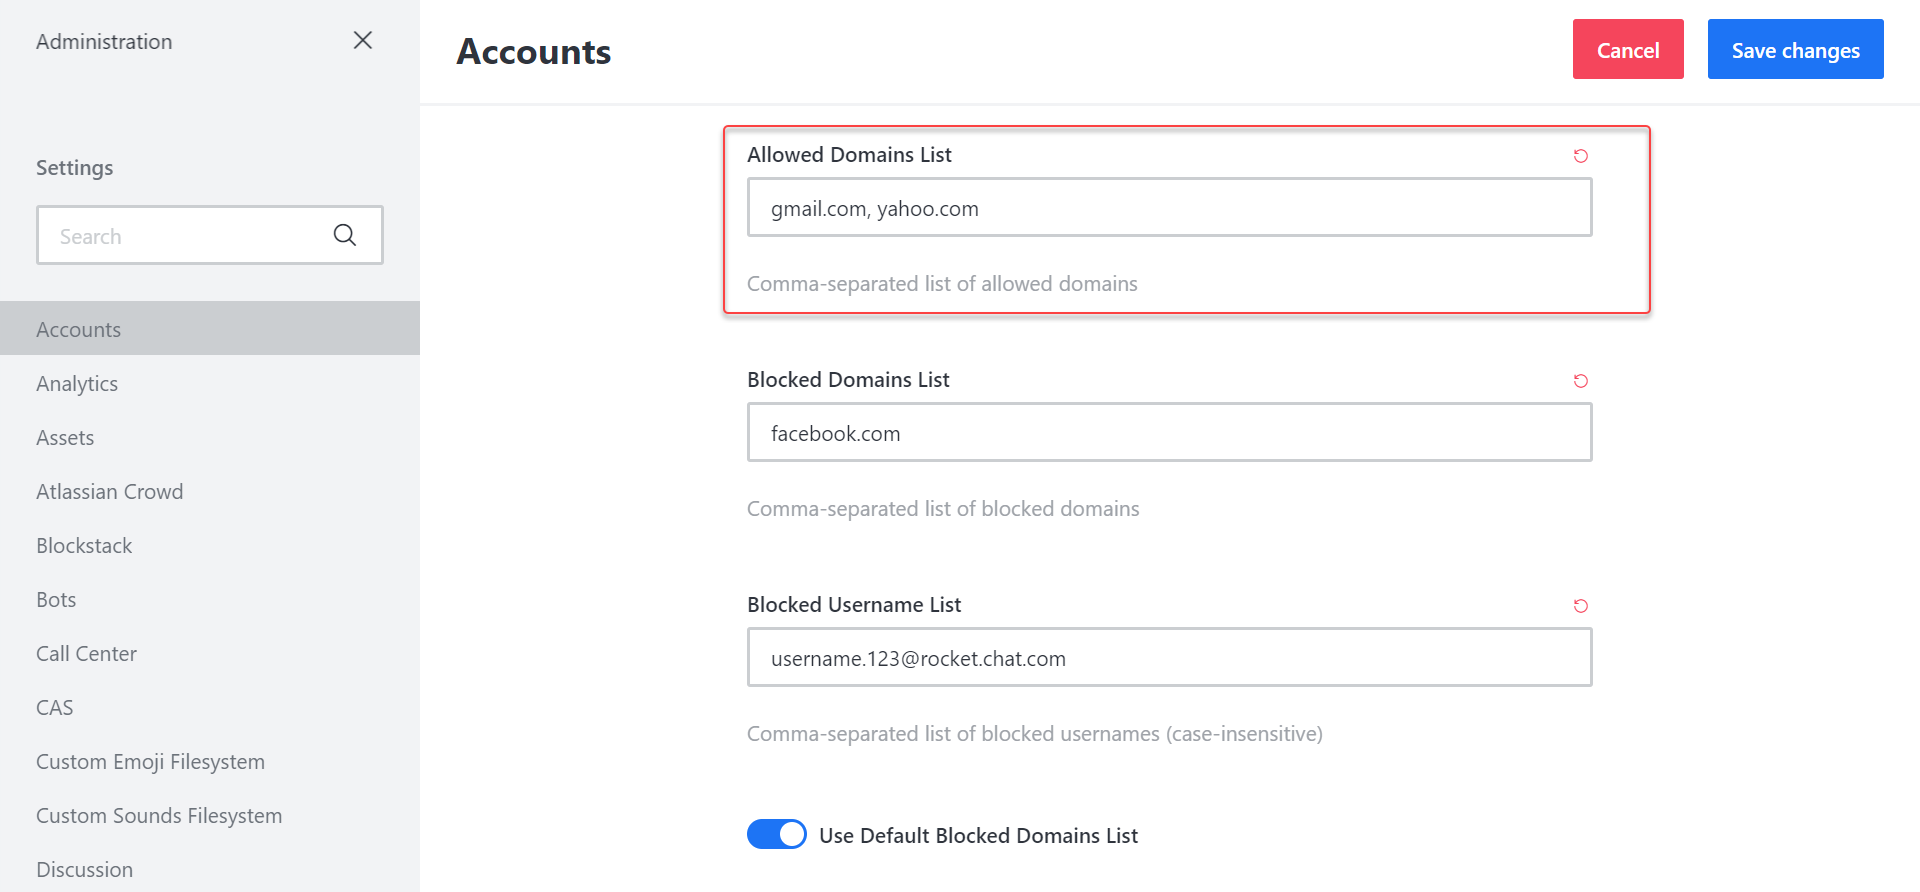 Administration
Settings
Search
Accounts
Analytics
Assets
Atlassian Crowd
Blockstack
Bots
Call Center
CAS
Custom Emoji Filesystem
Custom Sounds Filesystem
Discussion
Accounts
Cancel
Save changes
Allowed Domains List
gmail.com, yahoo.com
Comma-separated list of allowed domains
Blocked Domains List
facebook.com
Comma-separated list of blocked domains
Blocked Username List
username.123@rocket.chat.com
Comma-separated list of blocked usernames (case-insensitive)
Use Default Blocked Domains List